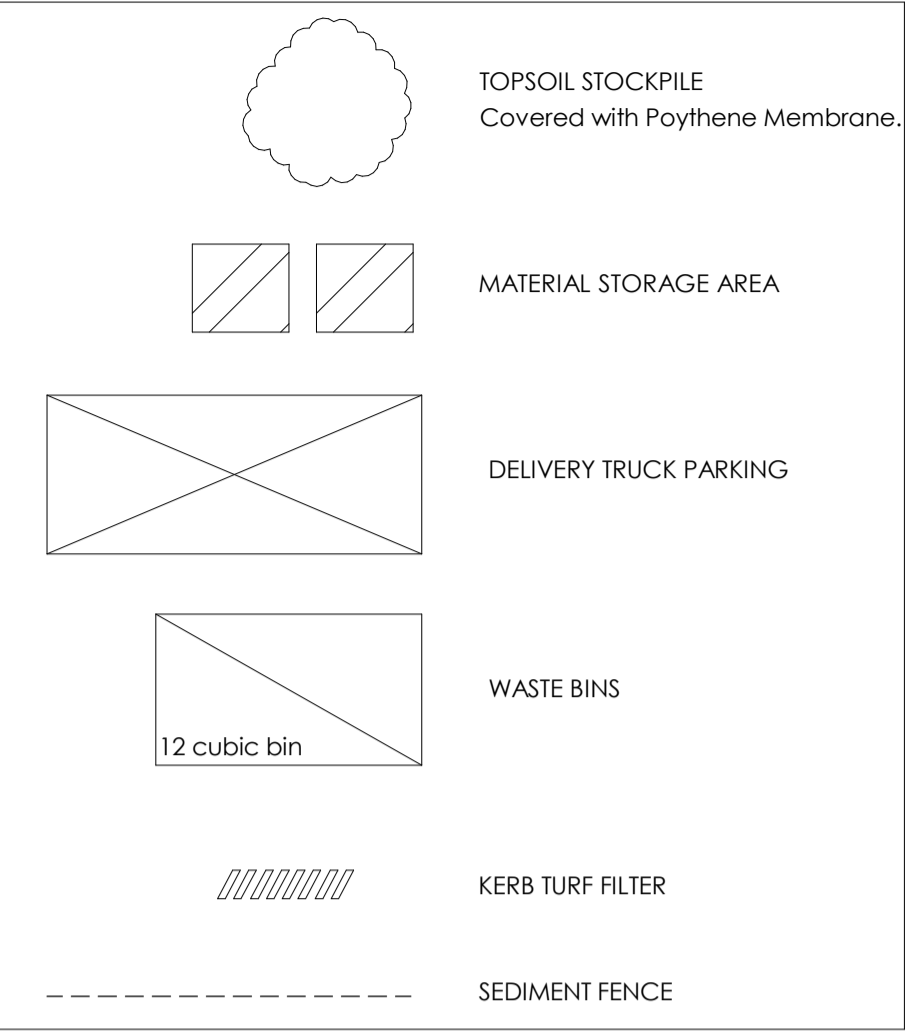 TOPSOIL STOCKPILE
Covered with Poythene Membrane.
MATERIAL STORAGE AREA
DELIVERY TRUCK PARKING
WASTE BINS
12 cubic bin
KERB TURF FILTER
SEDIMENT FENCE